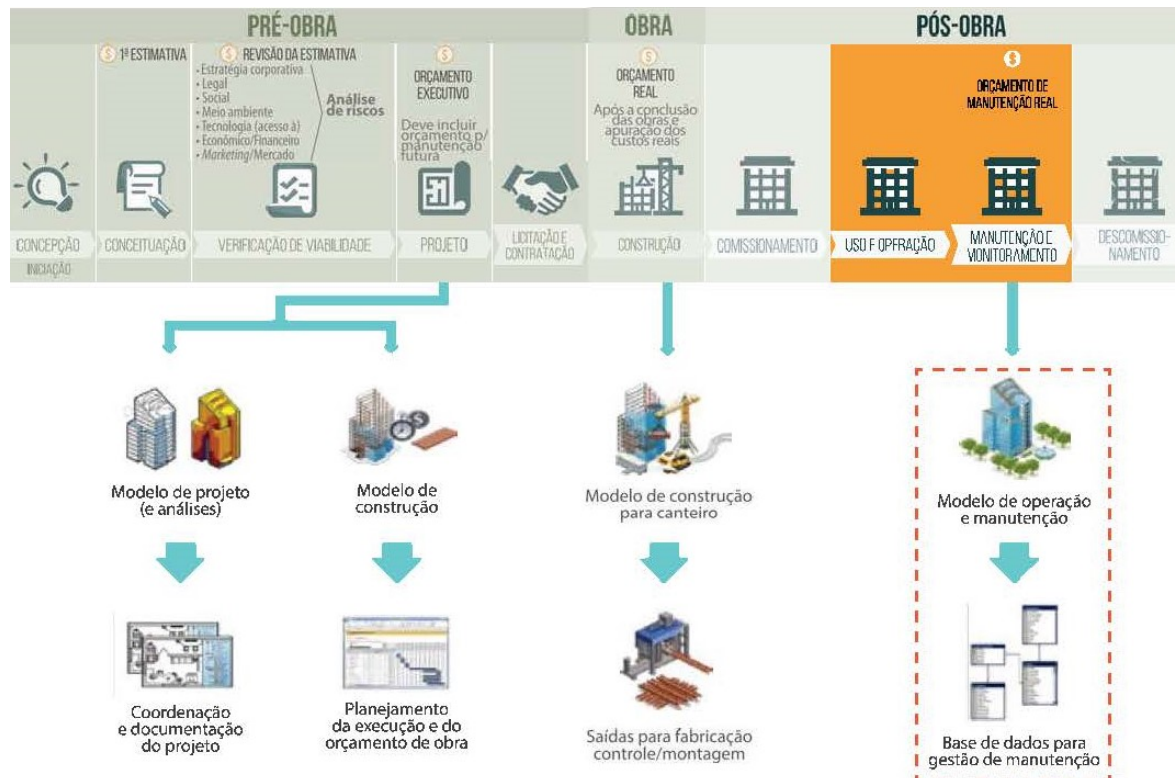 PRÉ-OBRA
OBRA
PÓS-OBRA
1ª ESTIMATIVA
REVISÃO DA ESTIMATIVA
• Estratégia corporativa
• Legal
• Social
• Meio ambiente
• Tecnologia (acesso à)
• Econômico/Financeiro
• Marketing/Mercado
Análise
de riscos
ORÇAMENTO
EXECUTIVO
Deve incluir
orçamento p/
manutenção
futura
ORÇAMENTO
REAL
Após a conclusão
das obras e
apuração dos
custos reais
ORÇAMENTO DE
MANUTENÇÃO REAL
CONCEPÇÃO
INICIAÇÃO
CONCEITUAÇÃO
VERIFICAÇÃO DE VIABILIDADE
PROJETO
LICITAÇÃO E
CONTRATAÇÃO
CONSTRUÇÃO
COMISSIONAMENTO
USO E OPERAÇÃO
MANUTENÇÃO E
MONITORAMENTO
DESCOMISSIO-
NAMENTO
Modelo de projeto
(e análises)
Modelo de
construção
Modelo de construção
para canteiro
Modelo de operação
e manutenção
Coordenação
e documentação
do projeto
Planejamento
da execução e do
orçamento de obra
Saídas para fabricação
controle/montagem
Base de dados para
gestão de manutenção